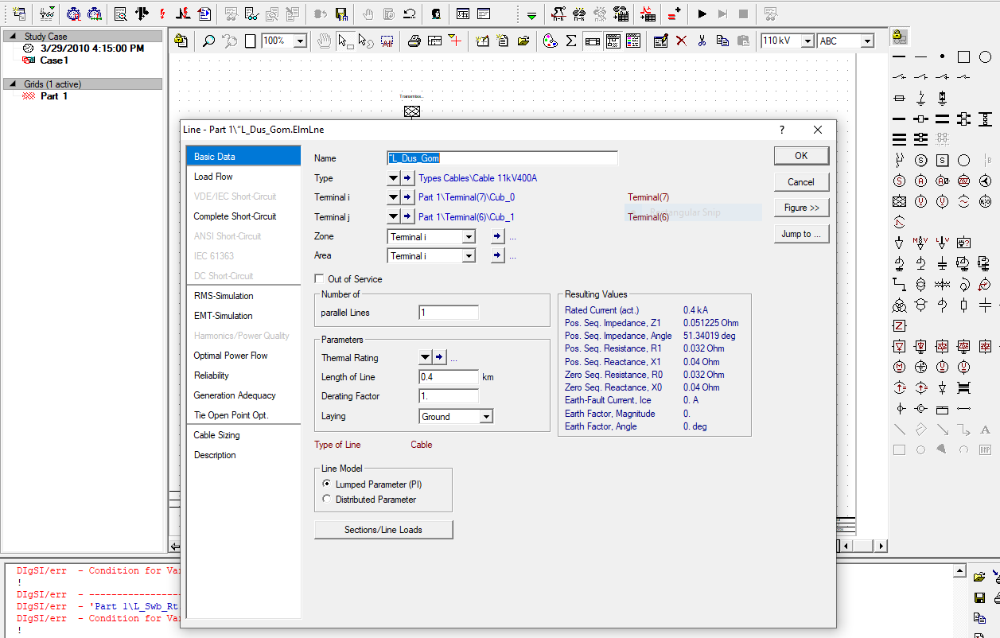 100%
110 kV
ABC
Study Case
3/29/2010 4:15:00 PM
Case1
Grids (1 active)
Part 1
Line - Part 1\"L_Dus_Gom.ElmLne
?
Basic Data
Load Flow
VDE/IEC Short-Circuit
Complete Short-Circuit
ANSI Short-Circuit
IEC 61363
DC Short-Circuit
RMS-Simulation
EMT-Simulation
Harmonics/Power Quality
Optimal Power Flow
Reliability
Generation Adequacy
Tie Open Point Opt.
Cable Sizing
Description
Name "L_Dus_Gom
Type Types Cables\Cable 11kV400A
Terminal i Part 1\Terminal(7)\Cub_0 Terminal(7)
Terminal j Part 1\Terminal(6)\Cub_1 Terminal(6)
Rectangular Snip
Zone Terminal i ...
Area Terminal i ...
OK
Cancel
Figure >>
Jump to ...
Out of Service
Number of
parallel Lines 1
Parameters
Thermal Rating ...
Length of Line 0.4 km
Derating Factor 1.
Laying Ground
Type of Line Cable
Line Model
Lumped Parameter (PI)
Distributed Parameter
Sections/Line Loads
Resulting Values
Rated Current (act.) 0.4 kA
Pos. Seq. Impedance, Z1 0.051225 Ohm
Pos. Seq. Impedance, Angle 51.34019 deg
Pos. Seq. Resistance, R1 0.032 Ohm
Pos. Seq. Reactance, X1 0.04 Ohm
Zero Seq. Resistance, R0 0.032 Ohm
Zero Seq. Reactance, X0 0.04 Ohm
Earth-Fault Current, Ice 0. A
Earth Factor, Magnitude 0.
Earth Factor, Angle 0. deg
DIgSI/err - Condition for Va
!
DIgSI/err - -----------------
DIgSI/err - 'Part 1\L_Swb_Rt
DIgSI/err - Condition for Va
!